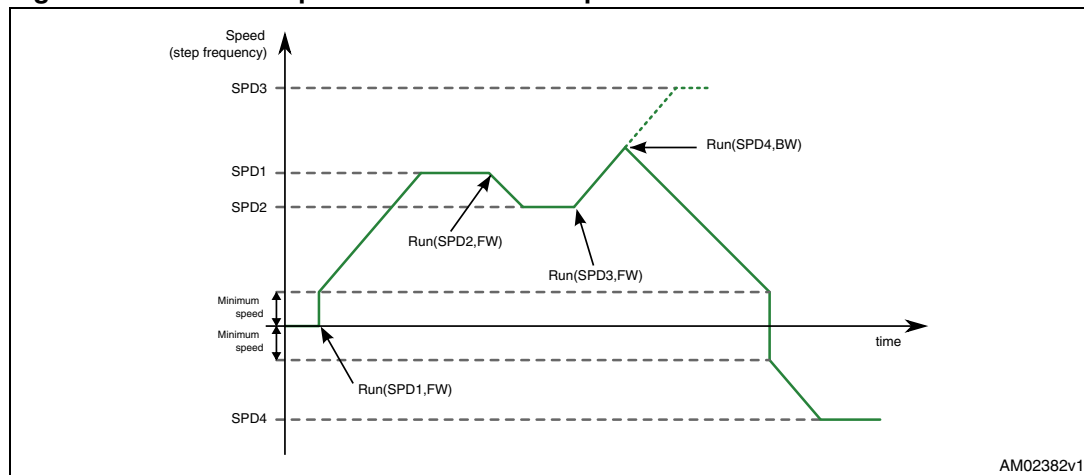 Speed
(step frequency)
SPD3
Run(SPD4,BW)
SPD1
SPD2
Run(SPD2,FW)
Run(SPD3,FW)
Minimum
speed
Minimum
speed
time
Run(SPD1,FW)
SPD4
AM02382v1